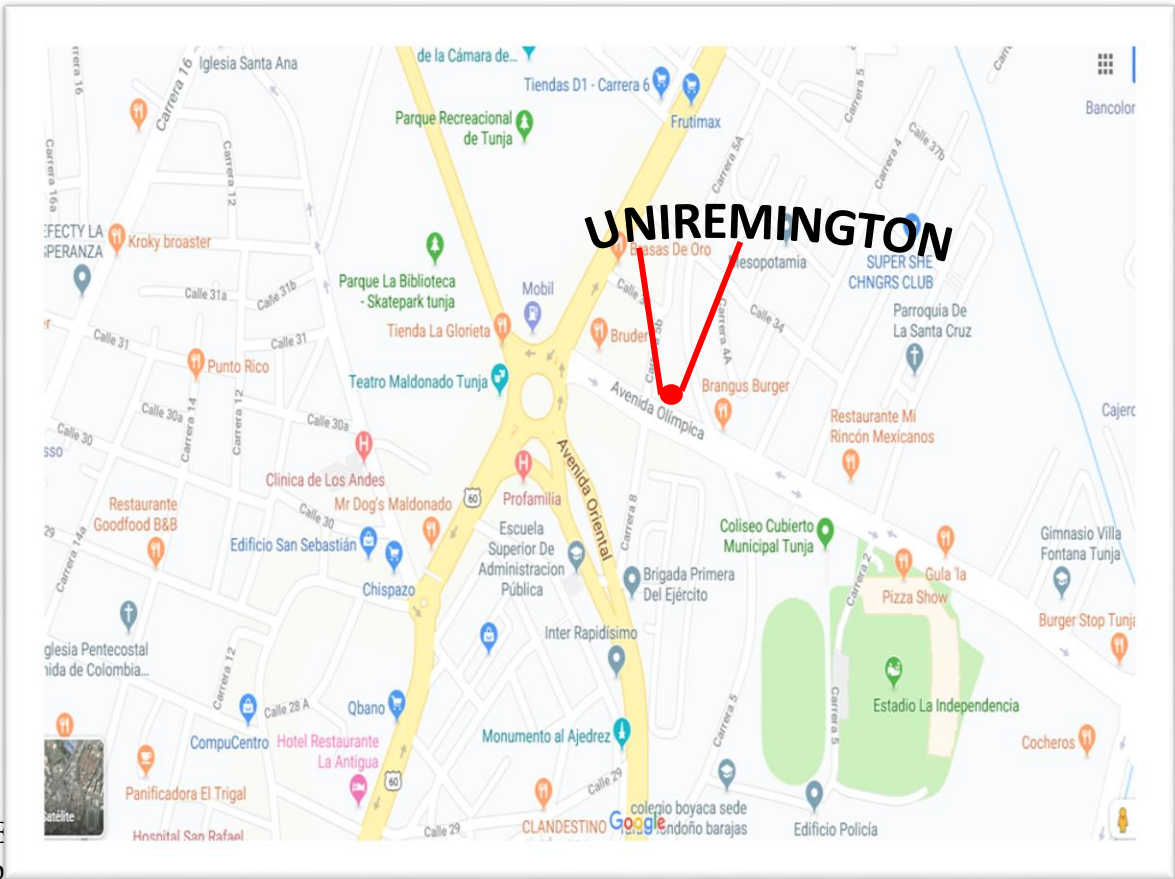 Carrera 16
Iglesia Santa Ana
de la Cámara de...
Tiendas D1 - Carrera 6
Frutimax
Carrera 5
Bancolor
Parque Recreacional
de Tunja
Carrera 12
Carrera 16a
Carrera 5A
Carrera 4
Calle 37b
UNIREMINGTON
EFECTY LA
Kroky broaster
Brasas De Oro
Mesopotamia
SUPER SHE
CHNGRS CLUB
Parque La Biblioteca
- Skatepark tunja
Calle 31a
Calle 31b
Mobil
Parroquia De
La Santa Cruz
Calle 34
Tienda La Glorieta
Bruder
Carrera 4A
Calle 31
Calle 31
Punto Rico
Teatro Maldonado Tunja
Brangus Burger
Avenida Olímpica
Restaurante Mi
Rincón Mexicanos
Cajero
Calle 30a
Carrera 14
Carrera 12
Calle 30a
Calle 30
Clinica de Los Andes
Avenida Oriental
Profamilia
60
Mr Dog's Maldonado
Restaurante
Goodfood B&B
Calle 30
Carrera 8
Escuela
Superior De
Administracion
Pública
Coliseo Cubierto
Municipal Tunja
Gimnasio Villa
Fontana Tunja
29
Carrera 14a
Edificio San Sebastián
Chispazo
Brigada Primera
Del Ejército
Carrera 2
Gula 'la
Pizza Show
Burger Stop Tunja
Inter Rapidísimo
glesia Pentecostal
nida de Colombia...
Carrera 12
Calle 28 A
Qbano
Carrera 5
Carrera 5
Estadio La Independencia
CompuCentro
Hotel Restaurante
La Antigua
Monumento al Ajedrez
Cocheros
60
Panificadora El Trigal
Calle 29
Satélite
Hospital San Rafael
Calle 29
CLANDESTINO
Google
colegio boyaca sede
londoño barajas
Edificio Policía